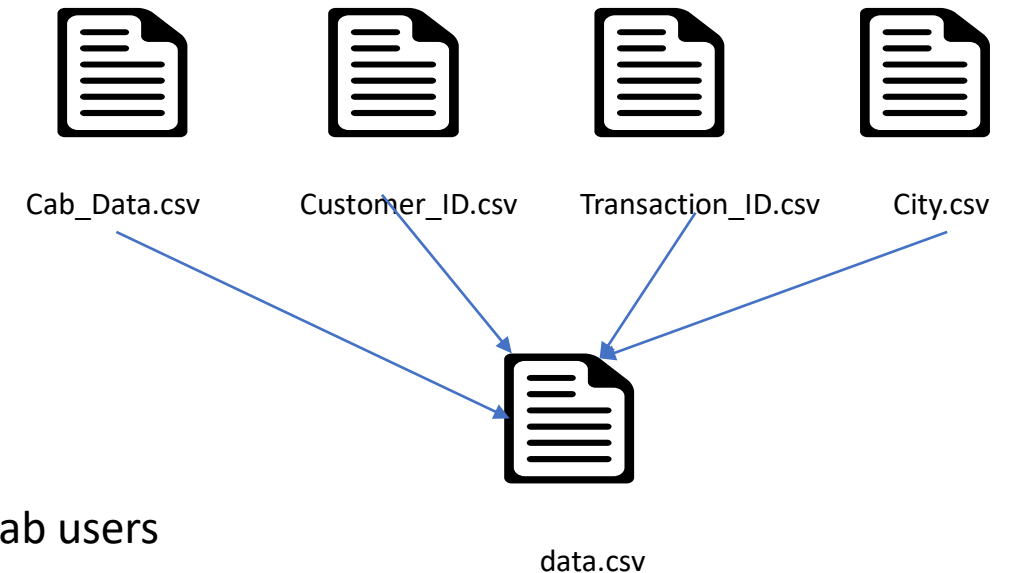 Cab_Data.csv
Customer_ID.csv
Transaction_ID.csv
City.csv
ab users
data.csv